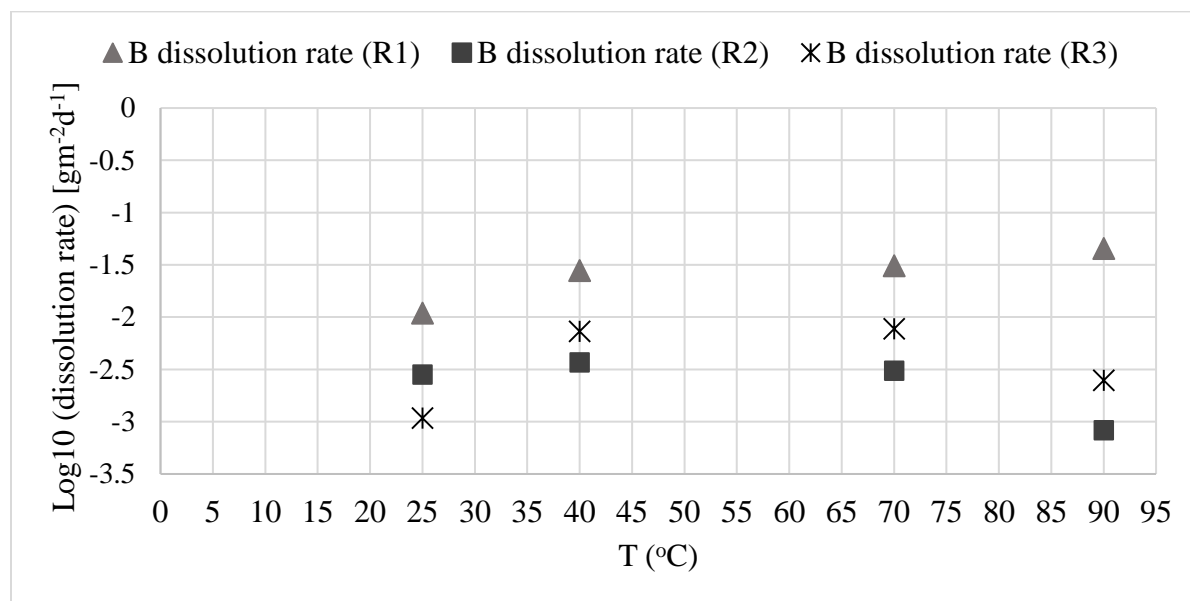 B dissolution rate (R1) B dissolution rate (R2) B dissolution rate (R3)
Log10 (dissolution rate) [gm⁻²d⁻¹]
0
-0.5
-1
-1.5
-2
-2.5
-3
-3.5
0 5 10 15 20 25 30 35 40 45 50 55 60 65 70 75 80 85 90 95
T (ᵒC)